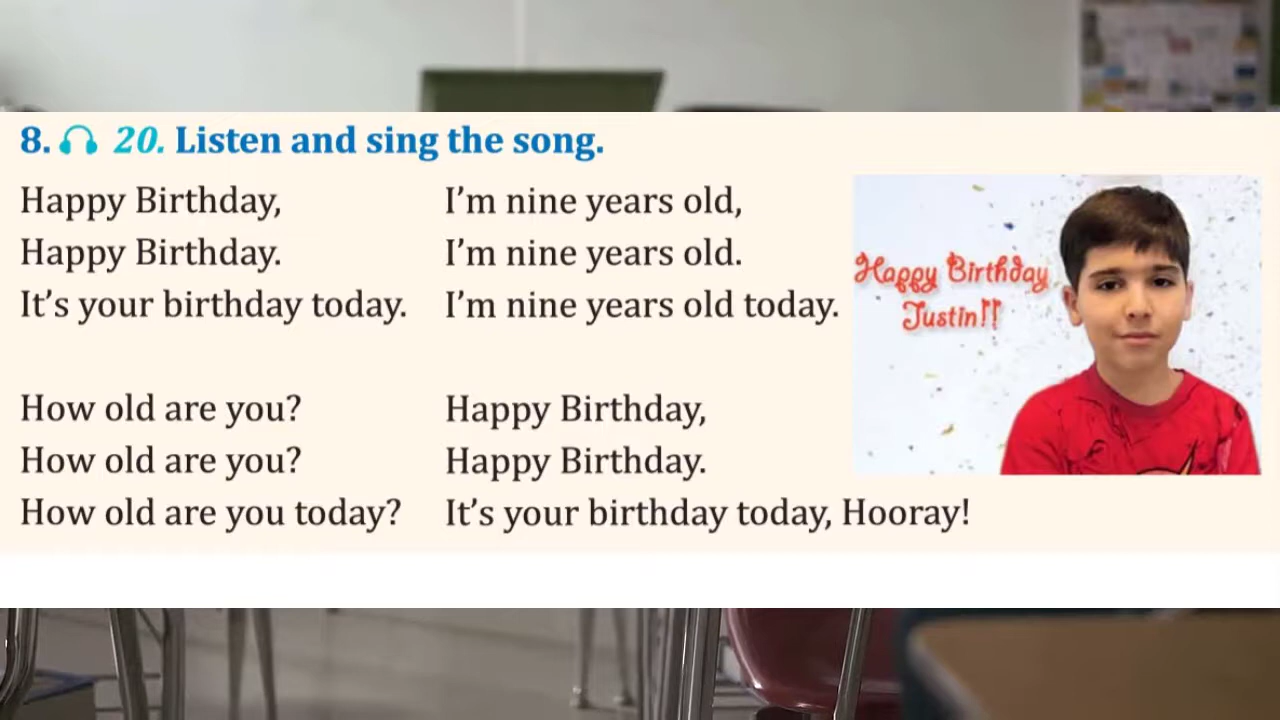 8. 20. Listen and sing the song.
Happy Birthday,
Happy Birthday.
It's your birthday today.
How old are you?
How old are you?
How old are you today?
I'm nine years old,
I'm nine years old.
I'm nine years old today.
Happy Birthday,
Happy Birthday.
It's your birthday today, Hooray!
Happy Birthday
Justin!!